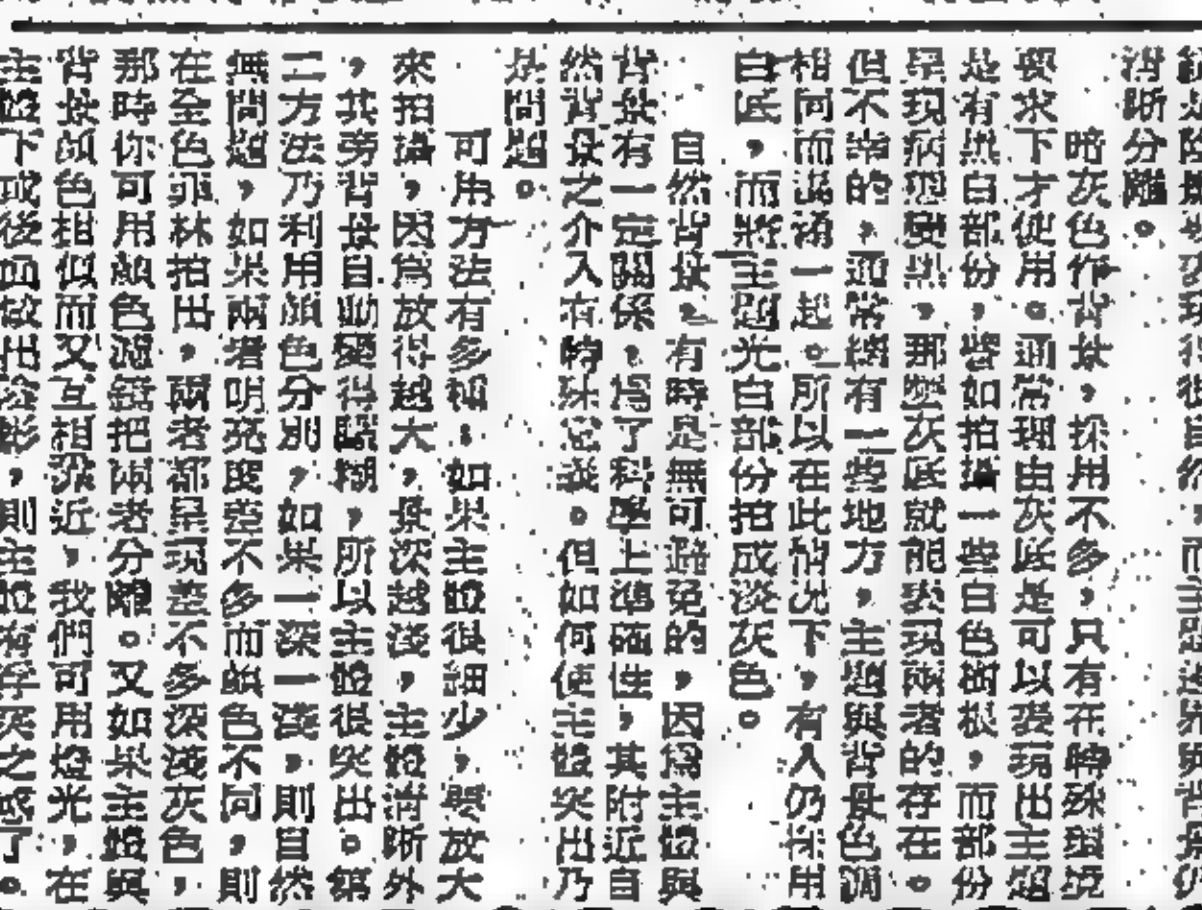 清晰分離。
暗灰色作背景，採用不多，只有在特殊環境
要求下才使用。通常理由灰底是可以表現出主題
是有黑白部份，譬如拍攝一些白色樹根，而部份
呈現病態變黑，那麼灰底就能表現兩者的存在。
但不幸的，通常總有一些地方，主題與背景色調
相同而混淆一起。所以在此情況下，有人仍採用
白底，而將主題光白部份拍成淡灰色。
自然背景。有時是無可避免的，因為主體與
背景有一定關係，為了科學上準確性，其附近自
然背景之介入有特殊意義。但如何使主體突出乃
是問題。
可用方法有多種：如果主體很細少，要放大
來拍攝，因為放得越大，景深越淺，主體清晰外
，其旁背景自動變得矇糊，所以主體很突出。第
二方法乃利用顏色分別，如果一深一淺，則自然
無問題，如果兩者明亮度差不多而顏色不同，則
在全色菲林拍出，兩者都呈現差不多深淺灰色，
那時你可用顏色濾鏡把兩者分離。又如果主體與
背景顏色相似而又互相深近，我們可用燈光，在
主體下或後面放出陰影，則主體有浮突之感了。